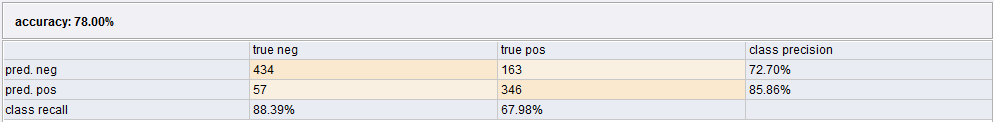 accuracy: 78.00%
true neg true pos class precision
pred. neg 434 163 72.70%
pred. pos 57 346 85.86%
class recall 88.39% 67.98%